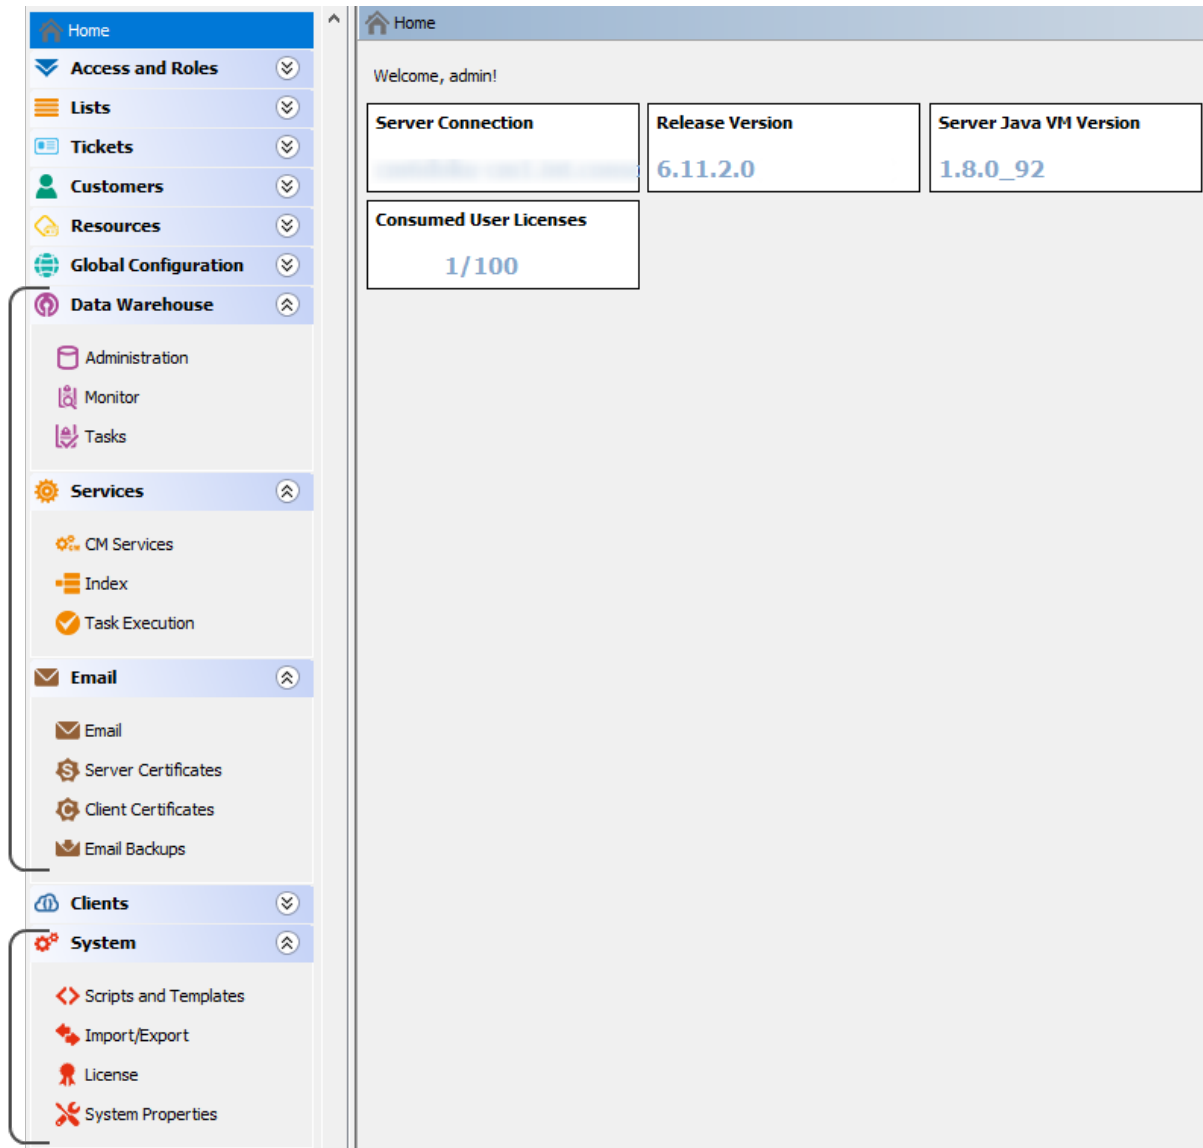 Home
Access and Roles
Lists
Tickets
Customers
Resources
Global Configuration
Data Warehouse
Administration
Monitor
Tasks
Services
CM Services
Index
Task Execution
Email
Email
Server Certificates
Client Certificates
Email Backups
Clients
System
Scripts and Templates
Import/Export
License
System Properties
Home
Welcome, admin!
Server Connection
Release Version
6.11.2.0
Server Java VM Version
1.8.0_92
Consumed User Licenses
1/100